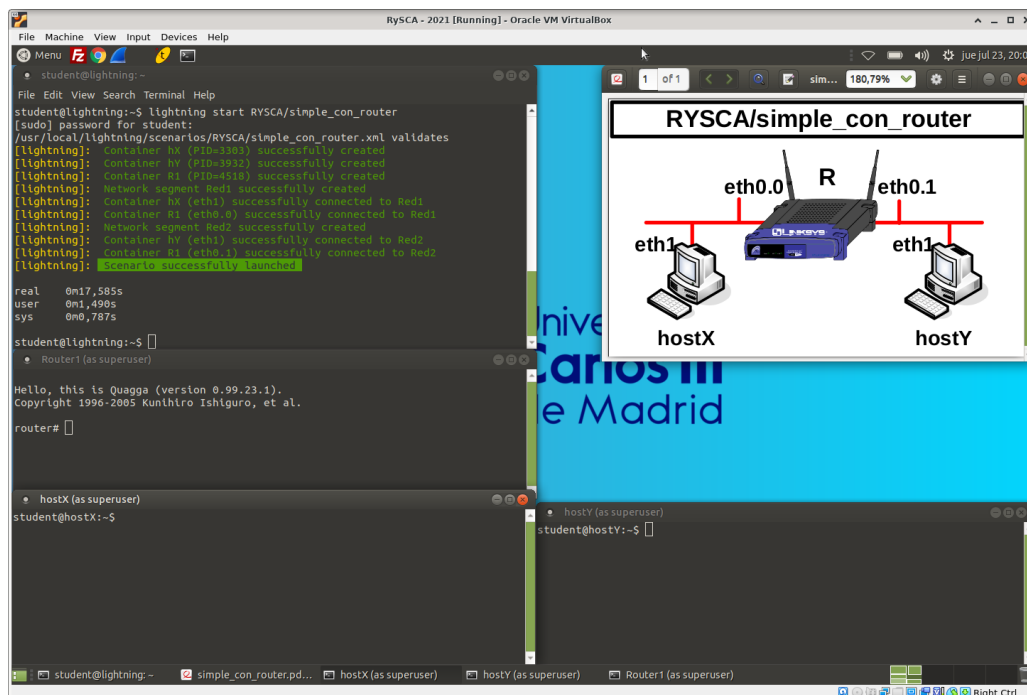 RySCA - 2021 [Running] - Oracle VM VirtualBox
File Machine View Input Devices Help
Menu
jue jul 23, 20:0
student@lightning: ~
File Edit View Search Terminal Help
student@lightning:~$ lightning start RYSCA/simple_con_router
[sudo] password for student:
/usr/local/lightning/scenarios/RYSCA/simple_con_router.xml validates
[lightning]: Container hX (PID=3303) successfully created
[lightning]: Container hY (PID=3932) successfully created
[lightning]: Container R1 (PID=4518) successfully created
[lightning]: Network segment Red1 successfully created
[lightning]: Container hX (eth1) successfully connected to Red1
[lightning]: Container R1 (eth0.0) successfully connected to Red1
[lightning]: Network segment Red2 successfully created
[lightning]: Container hY (eth1) successfully connected to Red2
[lightning]: Container R1 (eth0.1) successfully connected to Red2
[lightning]: Scenario successfully launched
real 0m17,585s
user 0m1,490s
sys 0m0,787s
student@lightning:~$
1 of 1 sim... 180,79%
RYSCA/simple_con_router
R
eth0.0 eth0.1
LINKSYS
eth1 eth1
hostX hostY
Unive
Carlos III
de Madrid
Router1 (as superuser)
Hello, this is Quagga (version 0.99.23.1).
Copyright 1996-2005 Kunihiro Ishiguro, et al.
router#
hostX (as superuser)
student@hostX:~$
hostY (as superuser)
student@hostY:~$
student@lightning: ~ simple_con_router.pd... hostX (as superuser) hostY (as superuser) Router1 (as superuser)
Right Ctrl